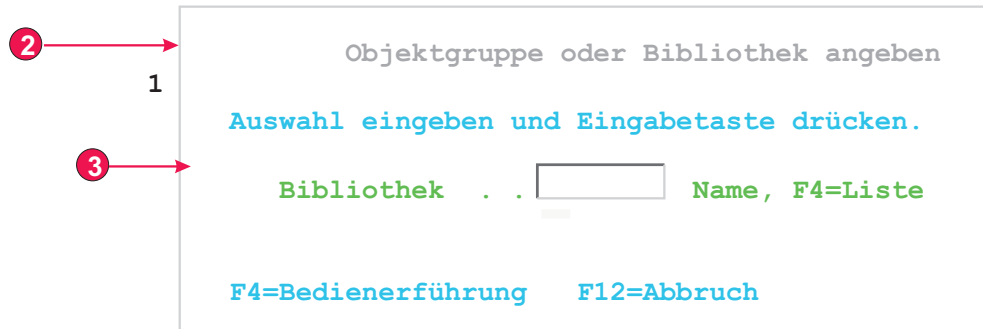 2
Objektgruppe oder Bibliothek angeben
1
Auswahl eingeben und Eingabetaste drücken.
3
Bibliothek . . Name, F4=Liste
F4=Bedienerführung F12=Abbruch